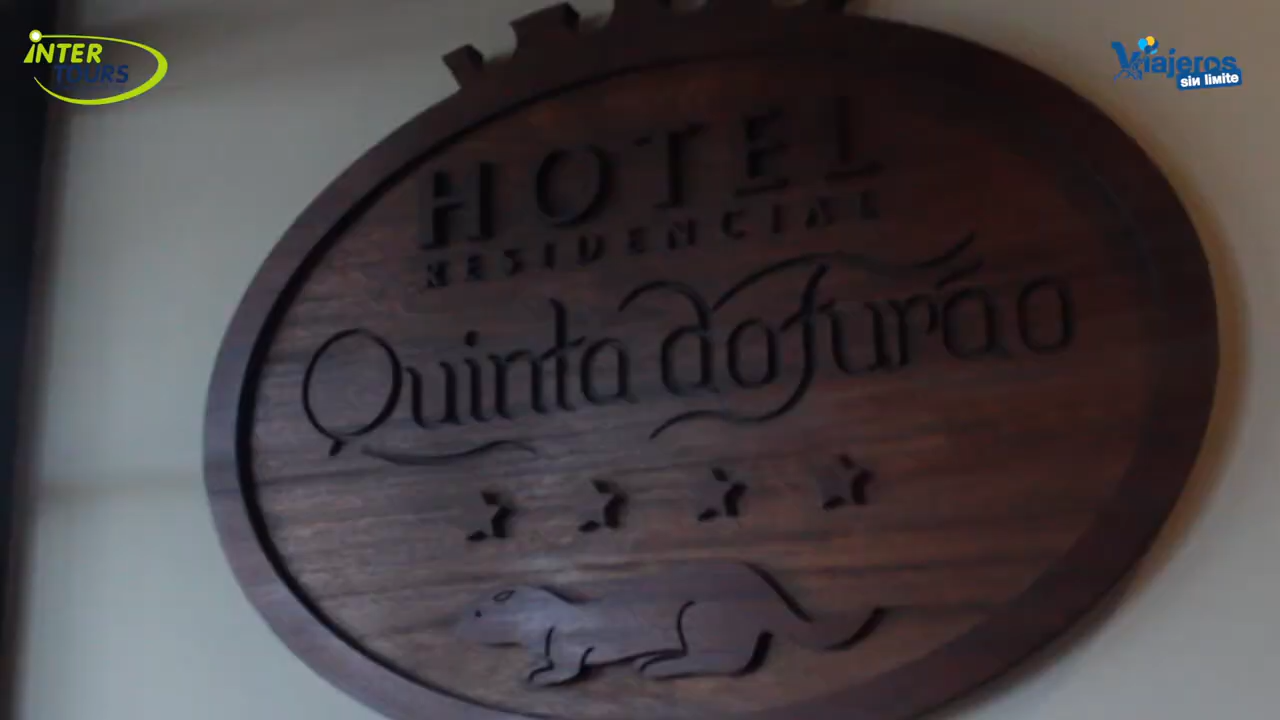 INTER
TOURS
Viajeros
sin limite
HOTEL
RESIDENCIAL
Quinta do furão